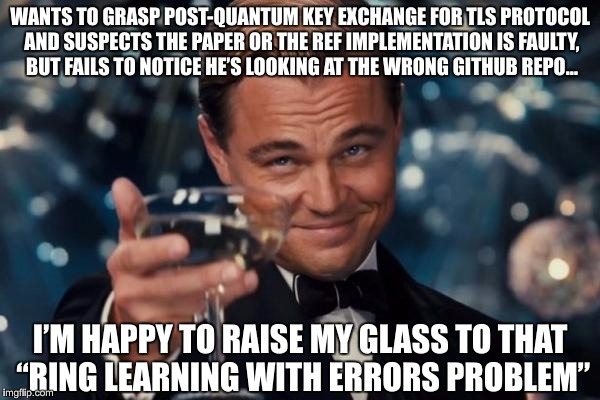 WANTS TO GRASP POST-QUANTUM KEY EXCHANGE FOR TLS PROTOCOL
AND SUSPECTS THE PAPER OR THE REF IMPLEMENTATION IS FAULTY,
BUT FAILS TO NOTICE HE'S LOOKING AT THE WRONG GITHUB REPO...
I'M HAPPY TO RAISE MY GLASS TO THAT
“RING LEARNING WITH ERRORS PROBLEM”
imgflip.com